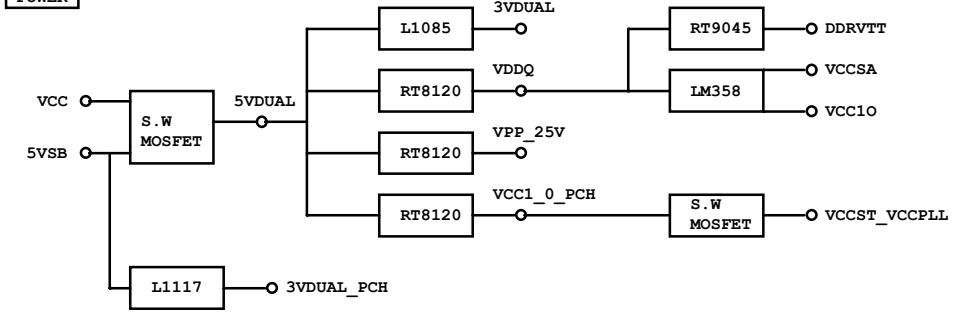 POWER
L1085
3VDUAL
RT9045
DDRVTT
VCC
5VSB
S.W
MOSFET
5VDUAL
RT8120
VDDQ
LM358
VCCSA
VCC1O
RT8120
VPP_25V
RT8120
VCC1_0_PCH
S.W
MOSFET
VCCST_VCCPLL
L1117
3VDUAL_PCH